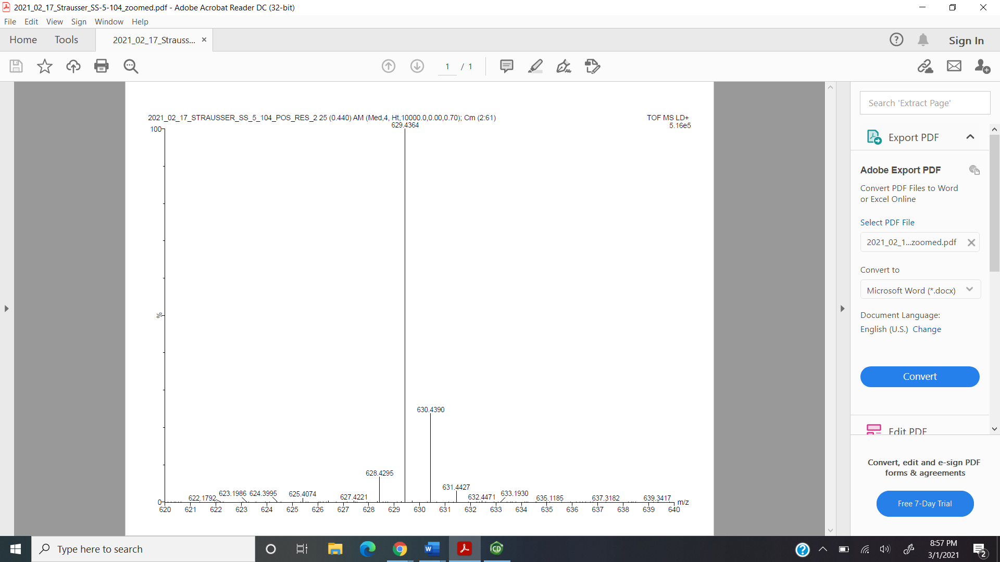 2021_02_17_Strausser_SS-5-104_zoomed.pdf - Adobe Acrobat Reader DC (32-bit)
File Edit View Sign Window Help
Home Tools 2021_02_17_Strauss... ×
Sign In
1 / 1
2021_02_17_STRAUSSER_SS_5_104_POS_RES_2 25 (0.440) AM (Med,4, Ht,10000.0,0.00,0.70); Cm (2:61)
TOF MS LD+
5.16e5
629.4364
100
%
630.4390
628.4295
631.4427
622.1792 623.1986 624.3995 625.4074 627.4221 632.4471 633.1930 635.1185 637.3182 639.3417
0
m/z
620 621 622 623 624 625 626 627 628 629 630 631 632 633 634 635 636 637 638 639 640
Search 'Extract Page'
Export PDF
Adobe Export PDF
Convert PDF Files to Word
or Excel Online
Select PDF File
2021_02_1...zoomed.pdf
Convert to
Microsoft Word (*.docx)
Document Language:
English (U.S.) Change
Convert
Edit PDF
Convert, edit and e-sign PDF
forms & agreements
Free 7-Day Trial
Type here to search
W
CD
8:57 PM
3/1/2021
2